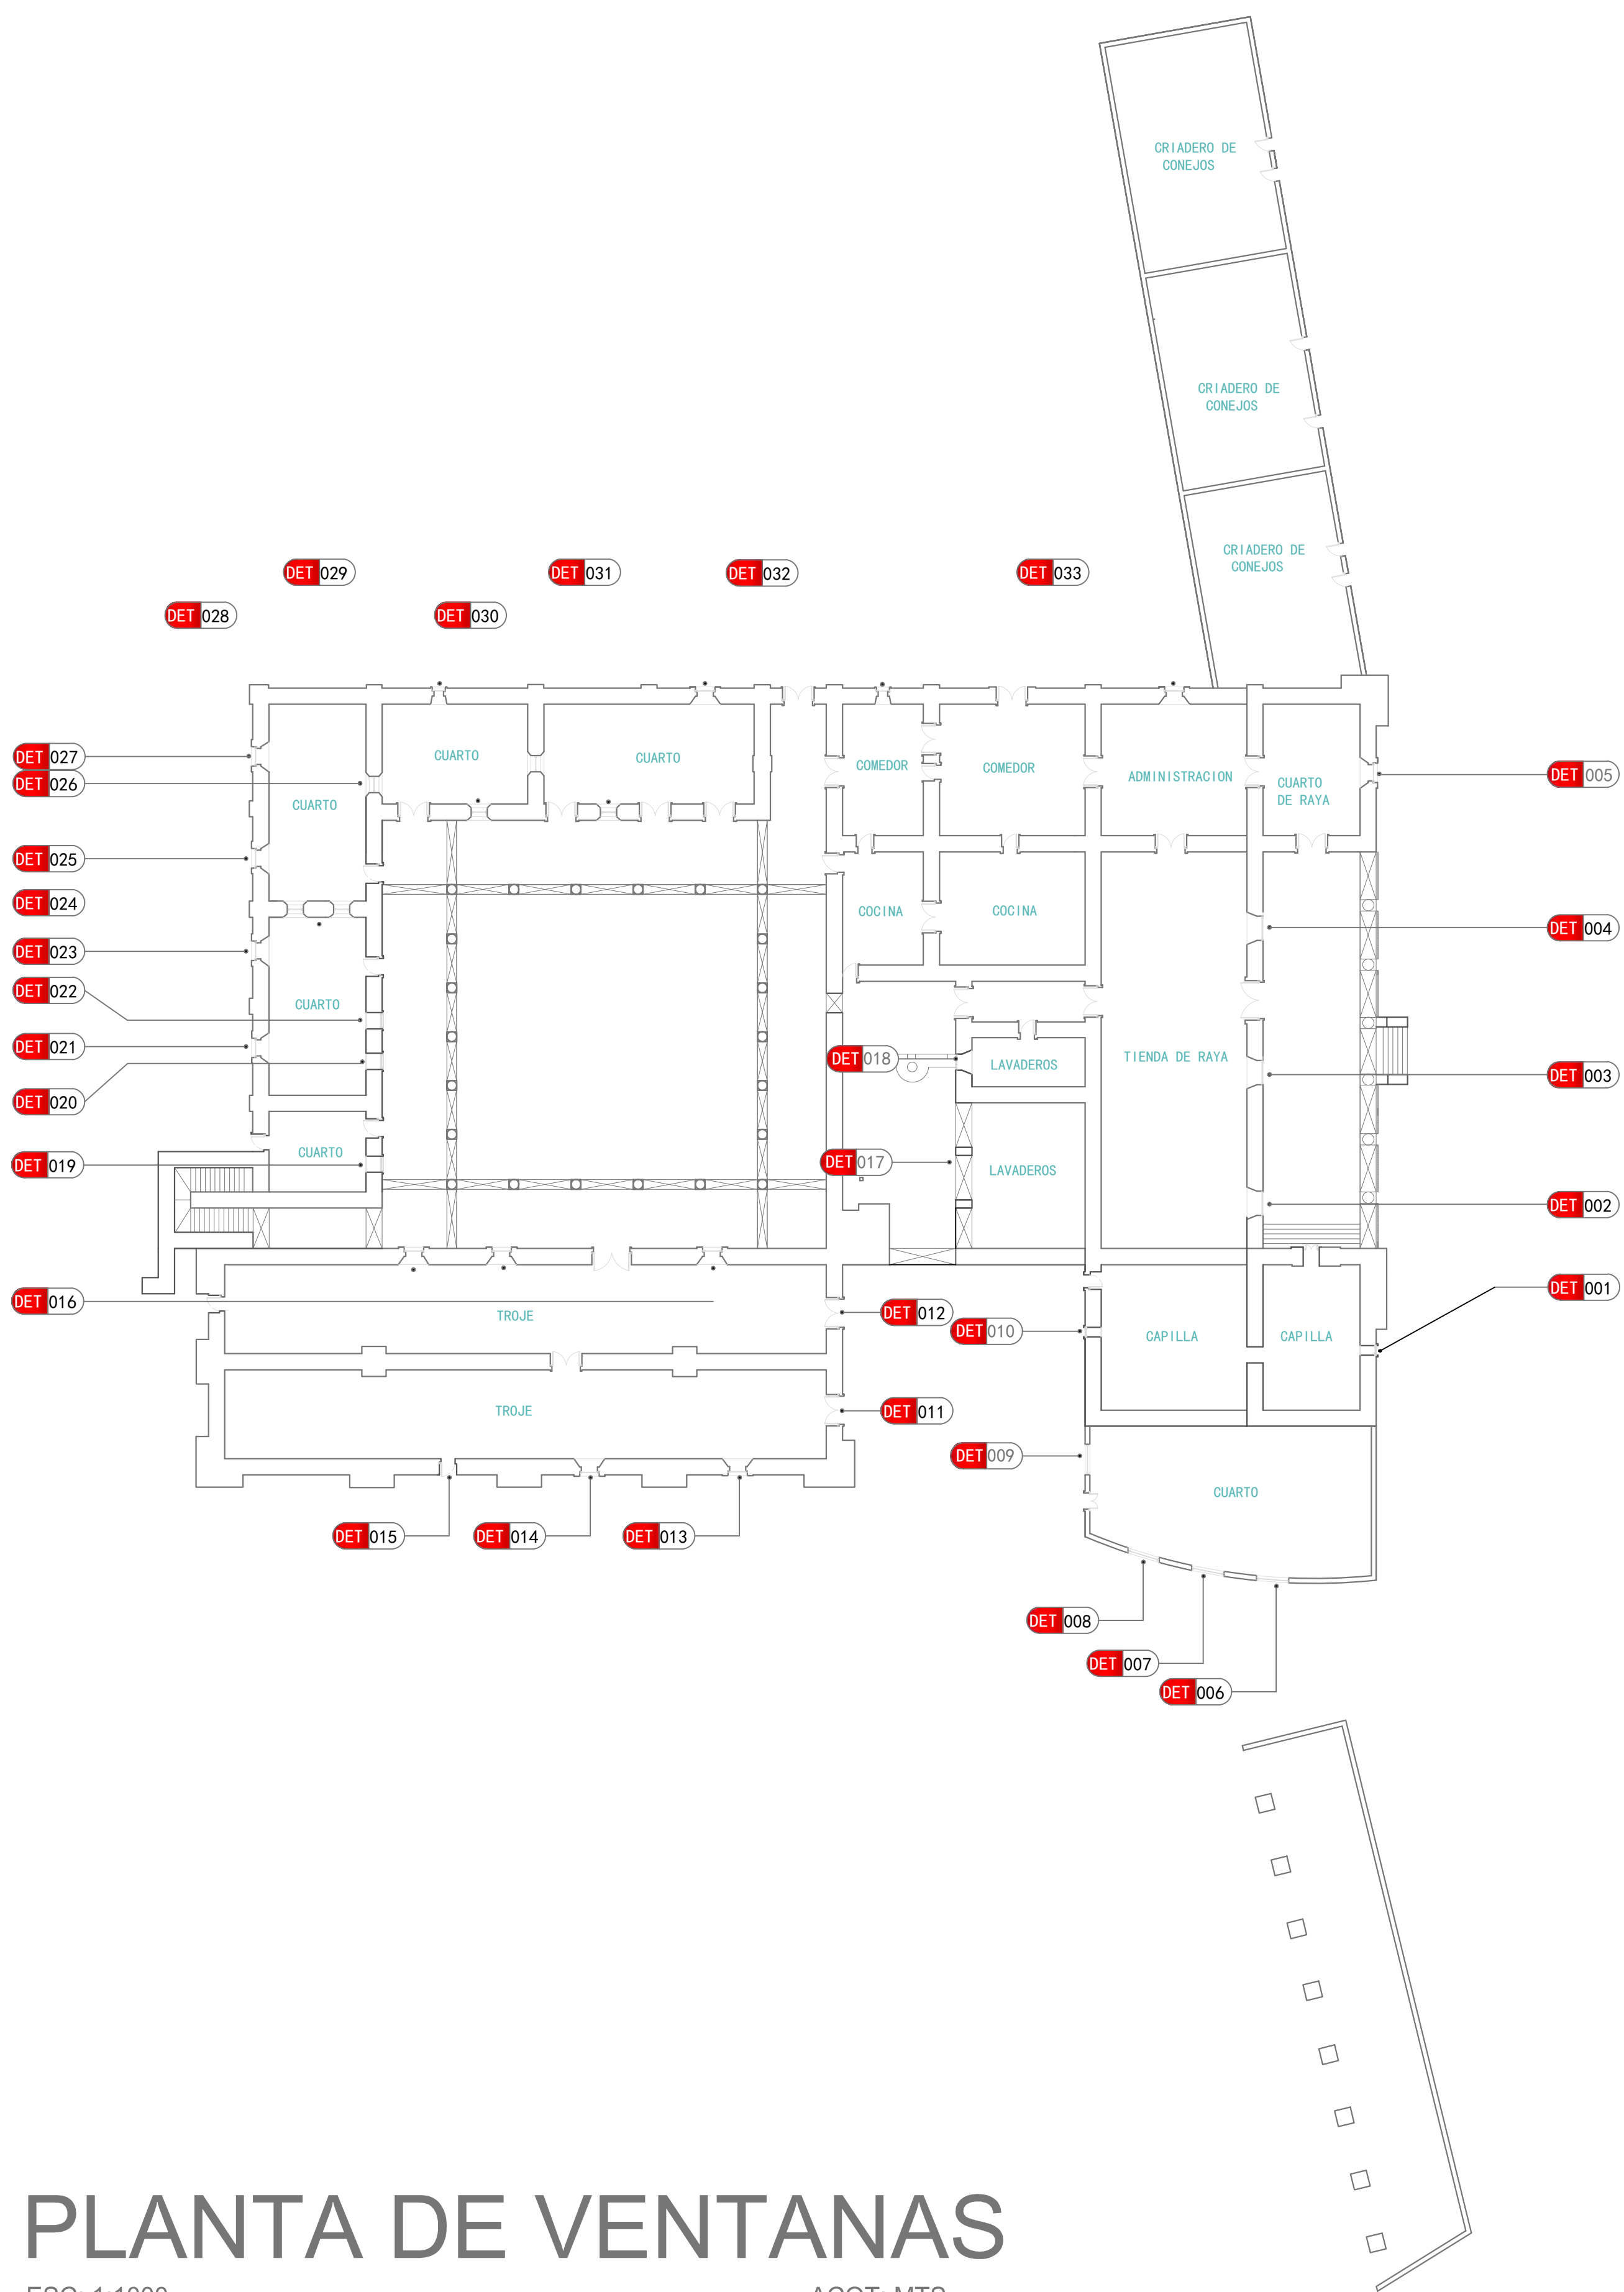 CRIADERO DE
CONEJOS
CRIADERO DE
CONEJOS
CRIADERO DE
CONEJOS
DET 029
DET 031
DET 032
DET 033
DET 028
DET 030
DET 027
DET 026
CUARTO
CUARTO
CUARTO
COMEDOR
COMEDOR
ADMINISTRACION
CUARTO
DE RAYA
DET 005
DET 025
DET 024
DET 023
DET 022
DET 021
DET 020
DET 019
COCINA
COCINA
DET 004
CUARTO
DET 018
LAVADEROS
TIENDA DE RAYA
DET 003
CUARTO
DET 017
LAVADEROS
DET 002
DET 016
DET 001
TROJE
DET 012
DET 010
CAPILLA
CAPILLA
TROJE
DET 011
DET 009
CUARTO
DET 015
DET 014
DET 013
DET 008
DET 007
DET 006
PLANTA DE VENTANAS
ESC: 1:1000
ACOT: MTS